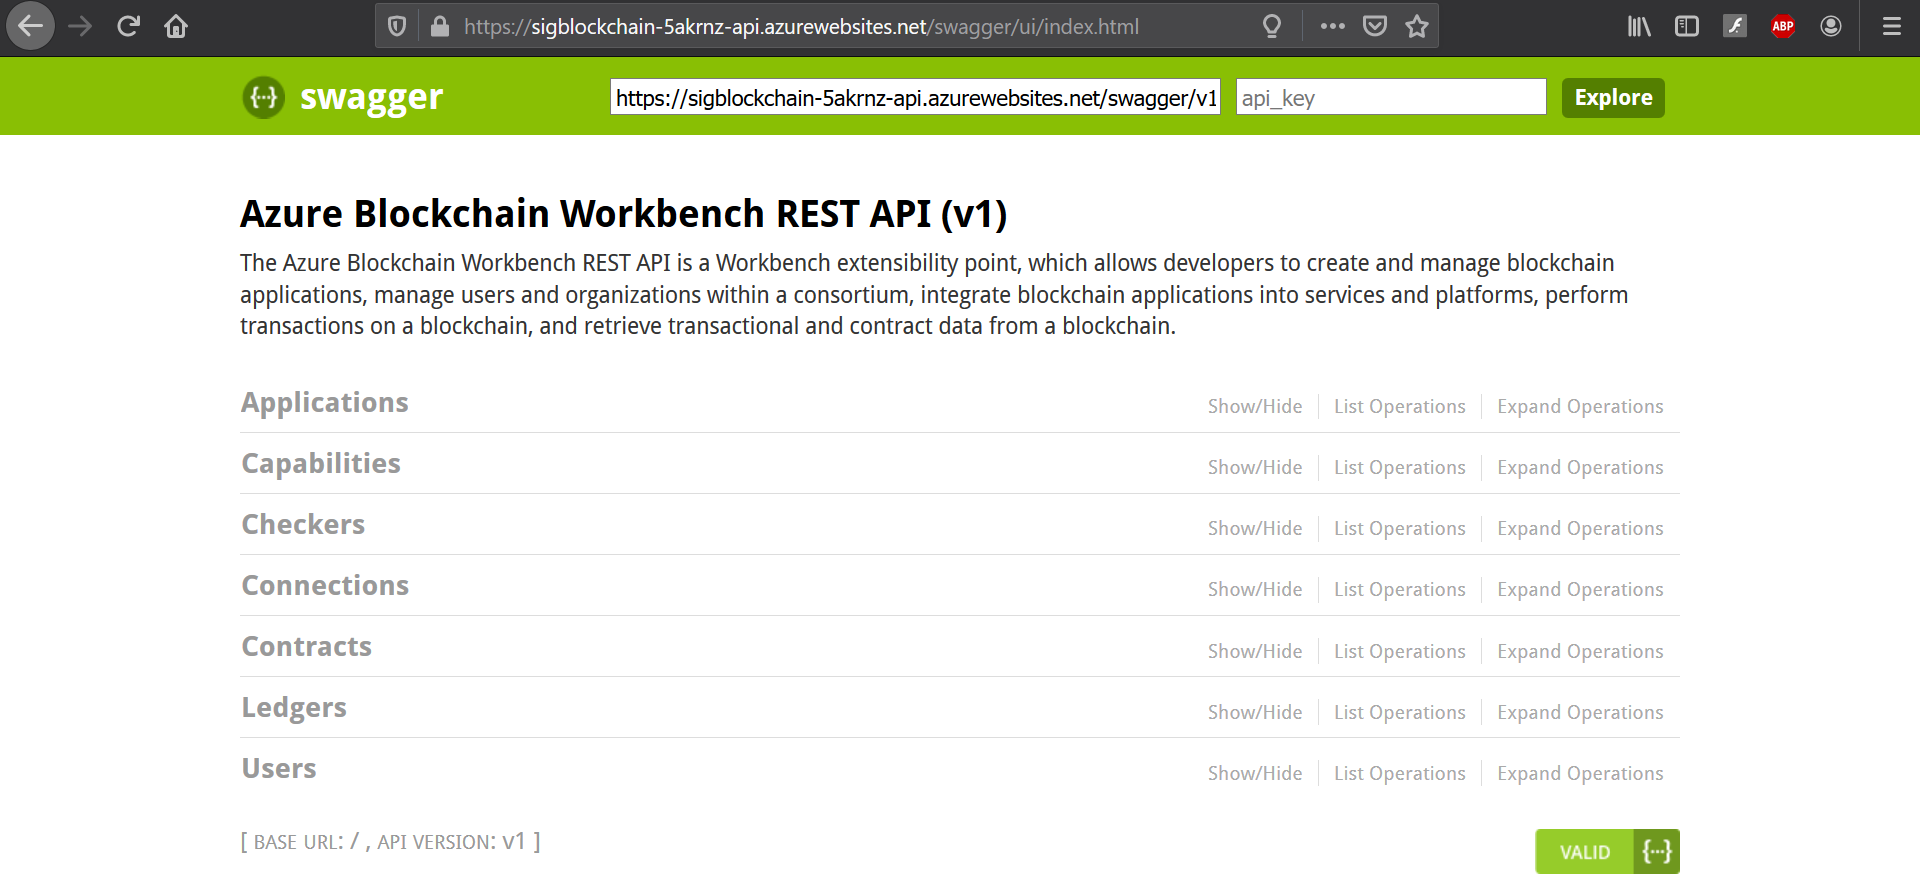 https://sigblockchain-5akrnz-api.azurewebsites.net/swagger/ui/index.html
ABP
{···} swagger
https://sigblockchain-5akrnz-api.azurewebsites.net/swagger/v1
api_key
Explore
Azure Blockchain Workbench REST API (v1)
The Azure Blockchain Workbench REST API is a Workbench extensibility point, which allows developers to create and manage blockchain
applications, manage users and organizations within a consortium, integrate blockchain applications into services and platforms, perform
transactions on a blockchain, and retrieve transactional and contract data from a blockchain.
Applications Show/Hide List Operations Expand Operations
Capabilities Show/Hide List Operations Expand Operations
Checkers Show/Hide List Operations Expand Operations
Connections Show/Hide List Operations Expand Operations
Contracts Show/Hide List Operations Expand Operations
Ledgers Show/Hide List Operations Expand Operations
Users Show/Hide List Operations Expand Operations
[ BASE URL: / , API VERSION: v1 ]
VALID {···}